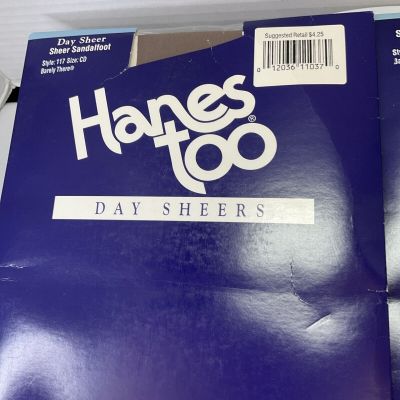 Day Sheer
Sheer Sandalfoot
Style: 117 Size: CD
Barely There®
Suggested Retail $4.25
0 12036 11037 0
Hanes
too®
DAY SHEERS